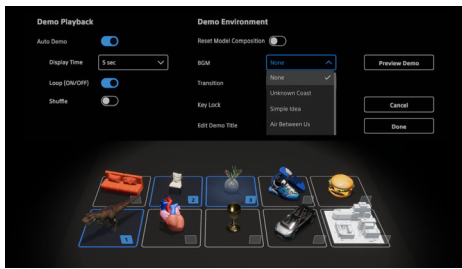 Demo Playback
Auto Demo
Display Time
5 sec
Loop (ON/OFF)
Shuffle
Demo Environment
Reset Model Composition
BGM
None
None
Unknown Coast
Simple Idea
Air Between Us
Transition
Key Lock
Edit Demo Title
Preview Demo
Cancel
Done
2
3
1